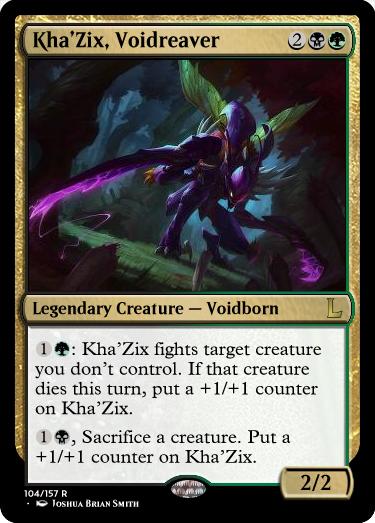 Kha'Zix, Voidreaver 2
Legendary Creature — Voidborn L
1: Kha'Zix fights target creature
you don't control. If that creature
dies this turn, put a +1/+1 counter
on Kha'Zix.
1, Sacrifice a creature. Put a
+1/+1 counter on Kha'Zix.
2/2
104/157 R
· Joshua Brian Smith